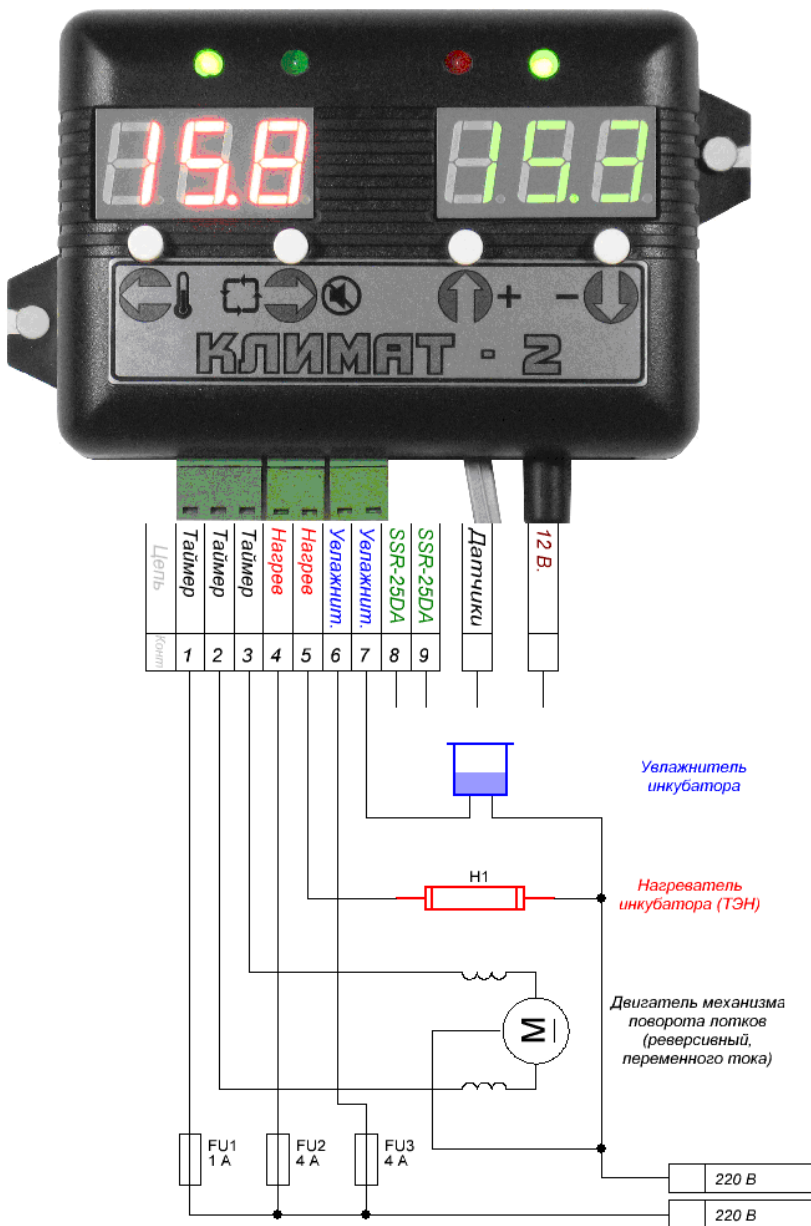 15.8 15.3
+ -
КЛИМАТ - 2
Цепь
Таймер
Таймер
Таймер
Нагрев
Нагрев
Увлажнит.
Увлажнит.
SSR-25DA
SSR-25DA
Датчики
12 В.
Конт
1 2 3 4 5 6 7 8 9
Увлажнитель
инкубатора
H1
Нагреватель
инкубатора (ТЭН)
Двигатель механизма
поворота лотков
(реверсивный,
переменного тока)
M
FU1
1 А
FU2
4 А
FU3
4 А
220 В
220 В